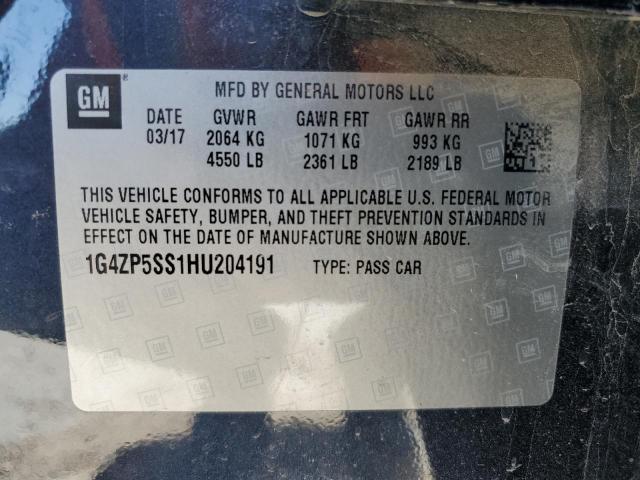 GM ® MFD BY GENERAL MOTORS LLC
DATE GVWR GAWR FRT GAWR RR
03/17 2064 KG 1071 KG 993 KG
4550 LB 2361 LB 2189 LB
THIS VEHICLE CONFORMS TO ALL APPLICABLE U.S. FEDERAL MOTOR
VEHICLE SAFETY, BUMPER, AND THEFT PREVENTION STANDARDS IN
EFFECT ON THE DATE OF MANUFACTURE SHOWN ABOVE.
1G4ZP5SS1HU204191 TYPE: PASS CAR